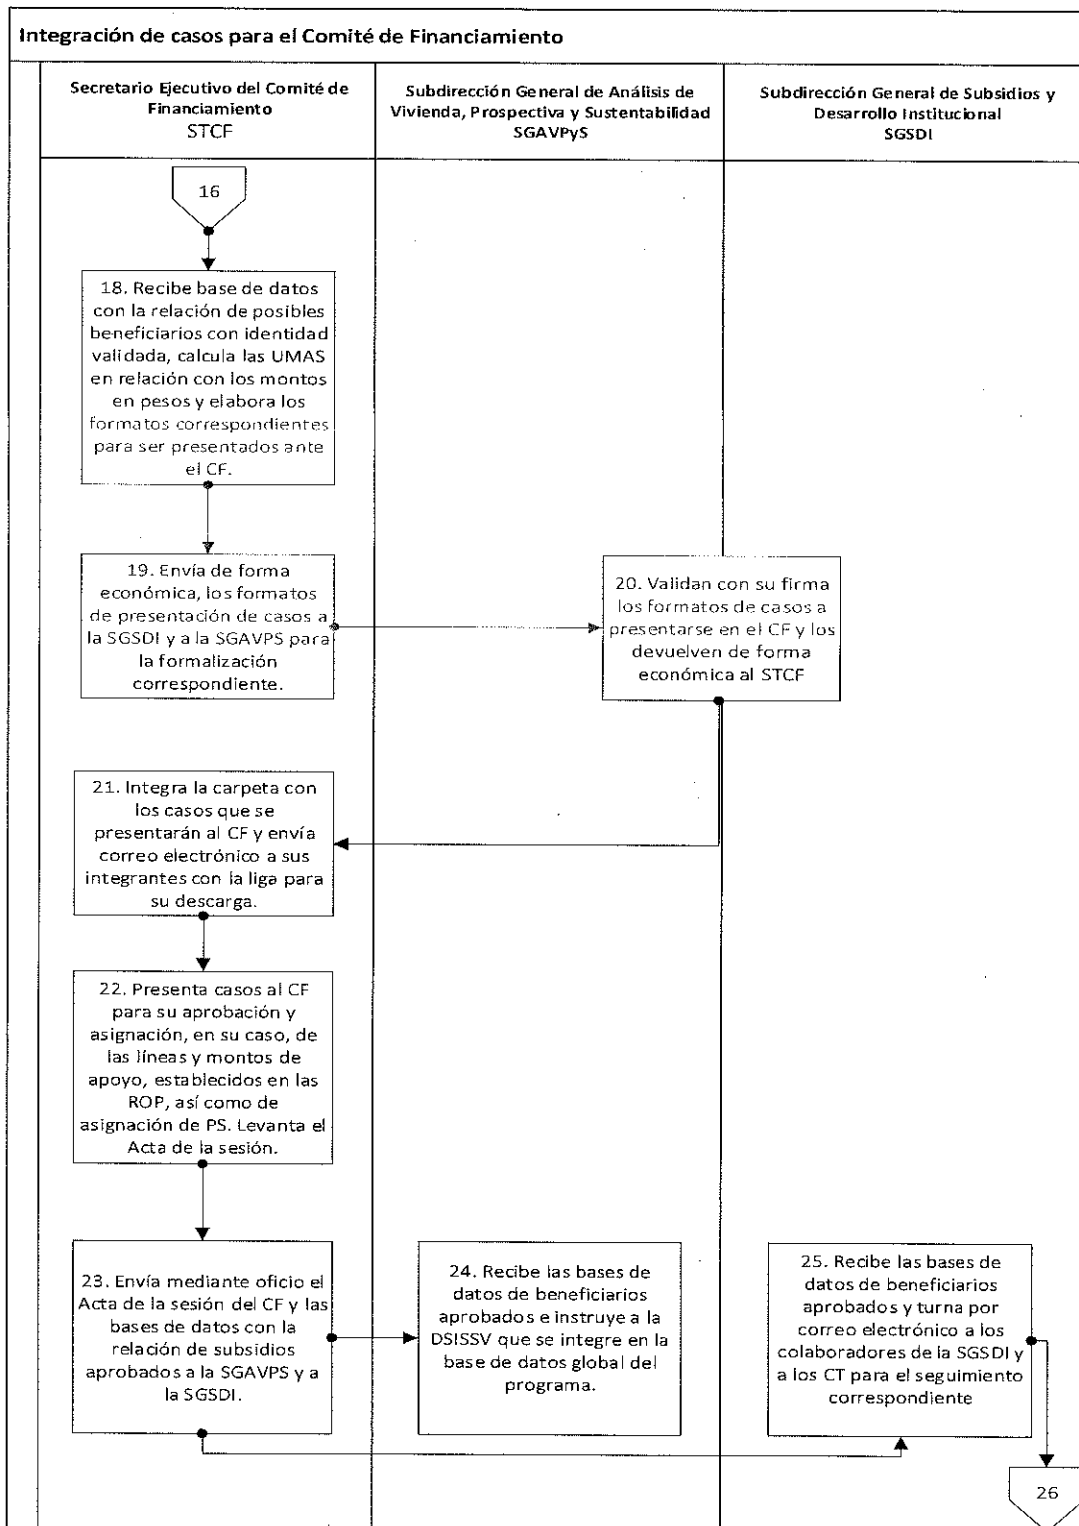 Integración de casos para el Comité de Financiamiento
Secretario Ejecutivo del Comité de
Financiamiento
STCF
Subdirección General de Análisis de
Vivienda, Prospectiva y Sustentabilidad
SGAVPyS
Subdirección General de Subsidios y
Desarrollo Institucional
SGSDI
16
18. Recibe base de datos
con la relación de posibles
beneficiarios con identidad
validada, calcula las UMAS
en relación con los montos
en pesos y elabora los
formatos correspondientes
para ser presentados ante
el CF.
19. Envía de forma
económica, los formatos
de presentación de casos a
la SGSDI y a la SGAVPS para
la formalización
correspondiente.
20. Validan con su firma
los formatos de casos a
presentarse en el CF y los
devuelven de forma
económica al STCF
21. Integra la carpeta con
los casos que se
presentarán al CF y envía
correo electrónico a sus
integrantes con la liga para
su descarga.
22. Presenta casos al CF
para su aprobación y
asignación, en su caso, de
las líneas y montos de
apoyo, establecidos en las
ROP, así como de
asignación de PS. Levanta el
Acta de la sesión.
23. Envía mediante oficio el
Acta de la sesión del CF y las
bases de datos con la
relación de subsidios
aprobados a la SGAVPS y a
la SGSDI.
24. Recibe las bases de
datos de beneficiarios
aprobados e instruye a la
DSISSV que se integre en la
base de datos global del
programa.
25. Recibe las bases de
datos de beneficiarios
aprobados y turna por
correo electrónico a los
colaboradores de la SGSDI y
a los CT para el seguimiento
correspondiente
26